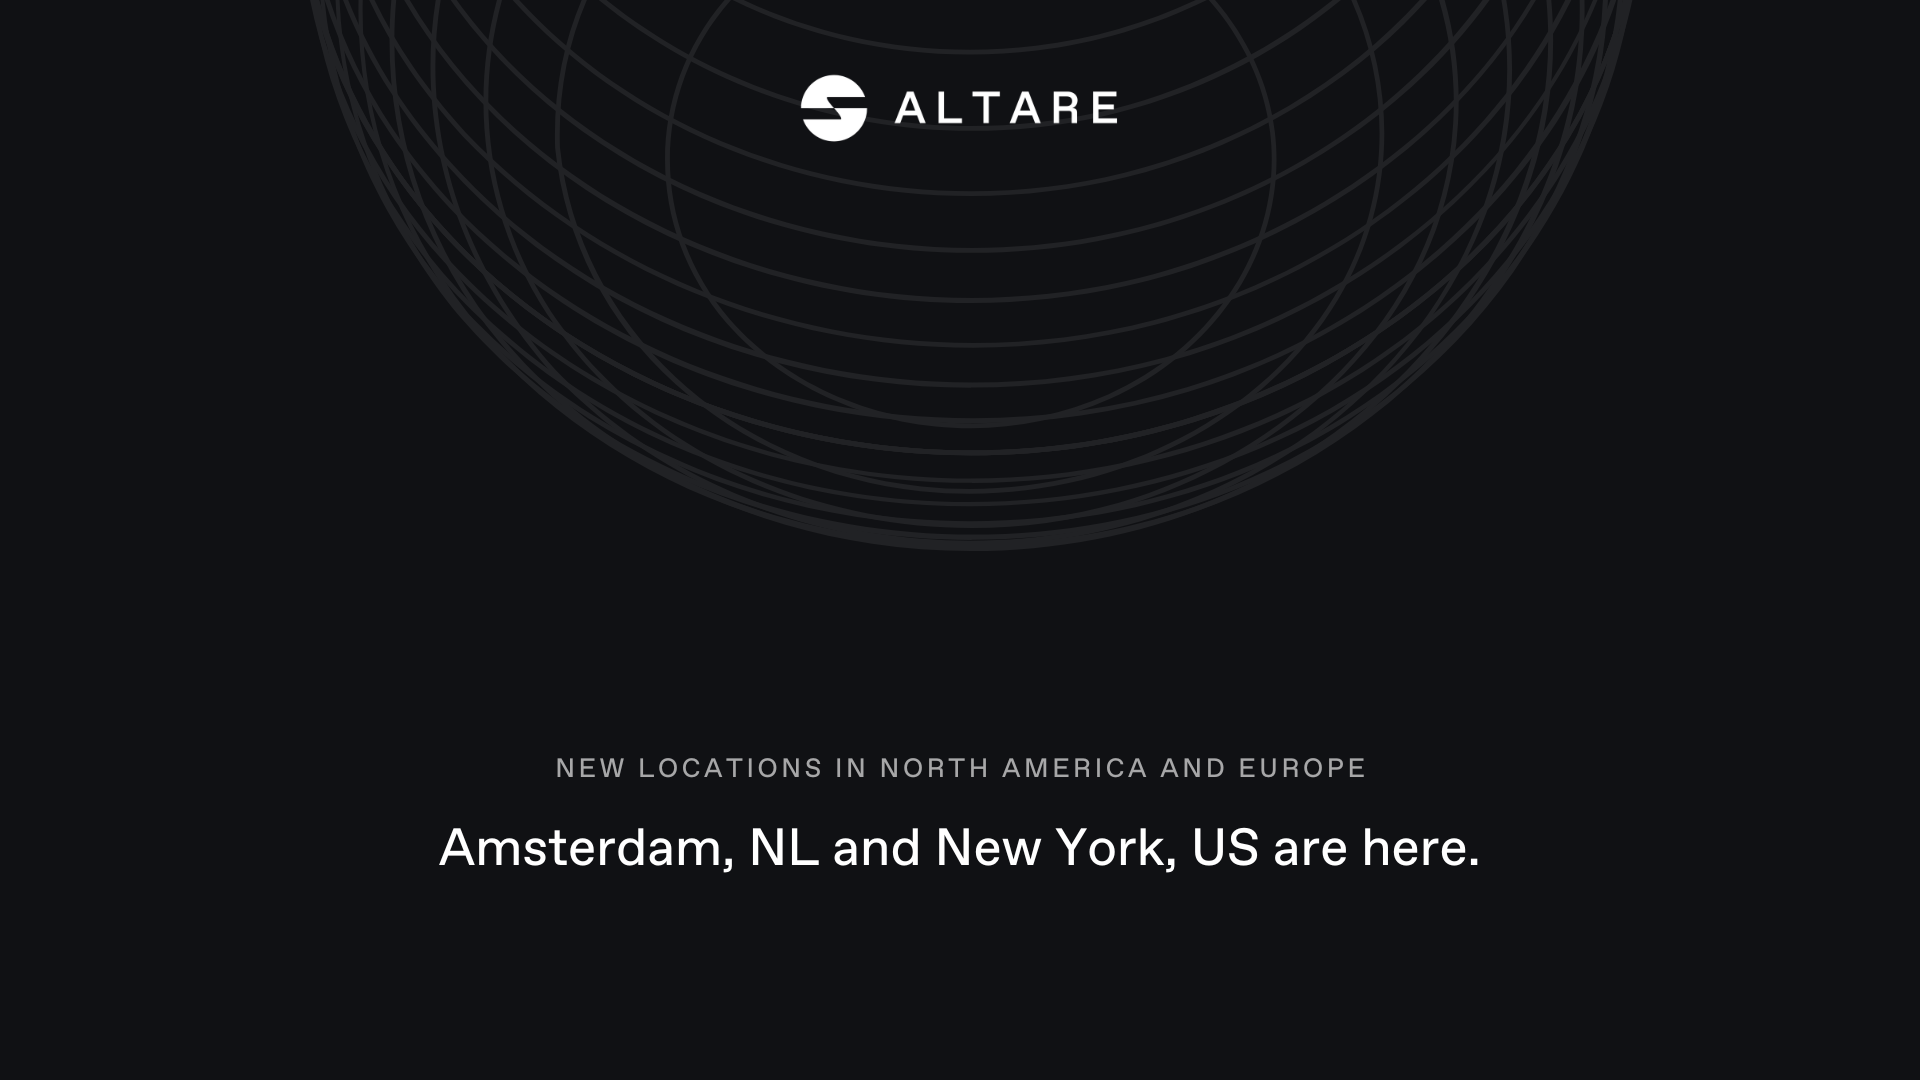 ALTARE
NEW LOCATIONS IN NORTH AMERICA AND EUROPE
Amsterdam, NL and New York, US are here.